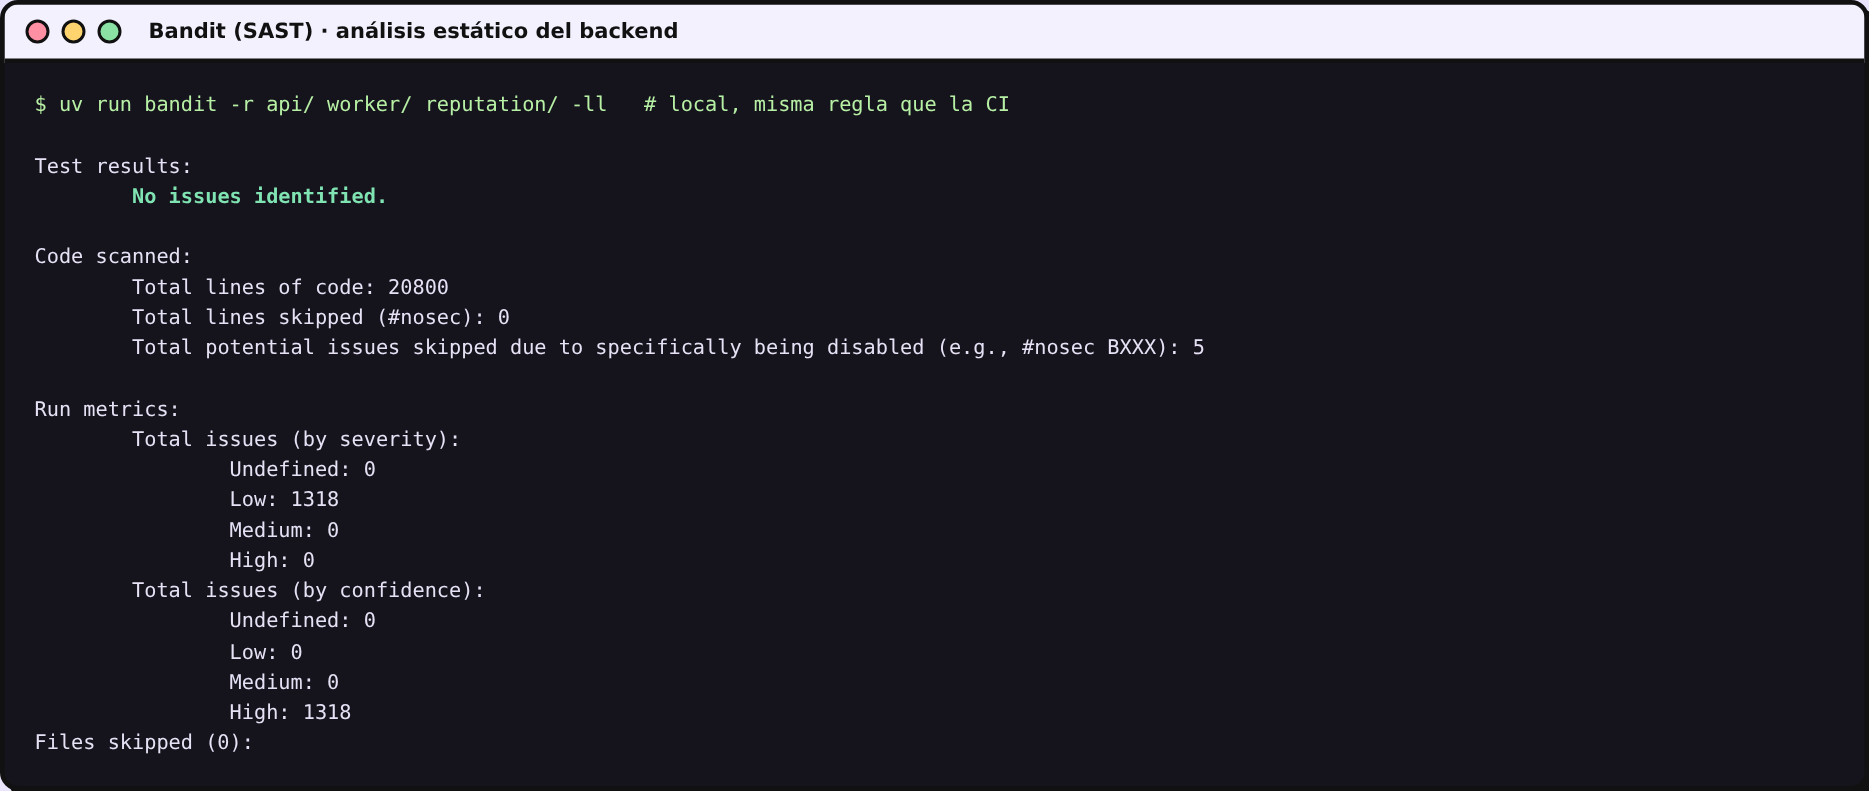 Bandit (SAST) · análisis estático del backend
$ uv run bandit -r api/ worker/ reputation/ -ll   # local, misma regla que la CI
Test results:
No issues identified.
Code scanned:
Total lines of code: 20800
Total lines skipped (#nosec): 0
Total potential issues skipped due to specifically being disabled (e.g., #nosec BXXX): 5
Run metrics:
Total issues (by severity):
Undefined: 0
Low: 1318
Medium: 0
High: 0
Total issues (by confidence):
Undefined: 0
Low: 0
Medium: 0
High: 1318
Files skipped (0):